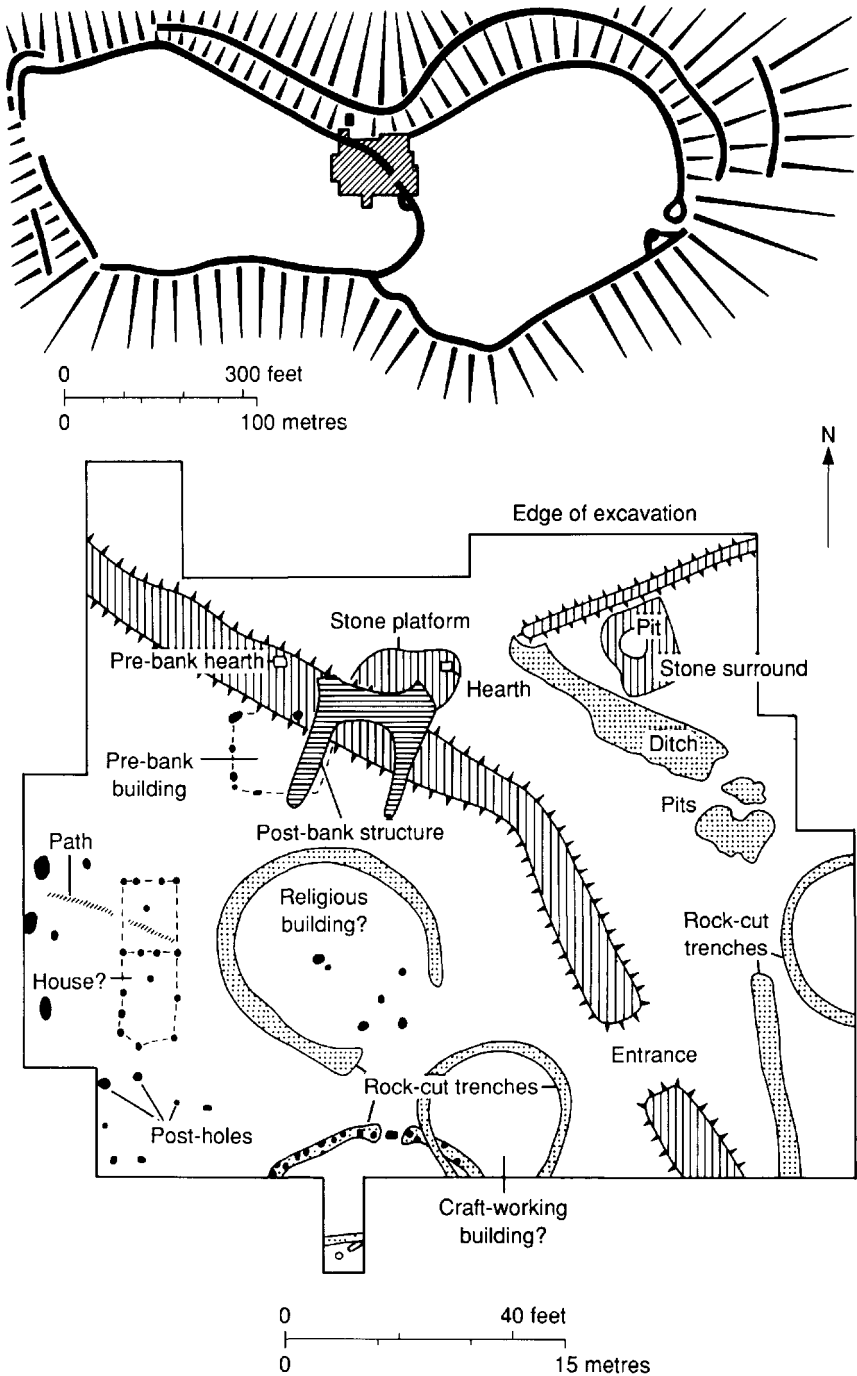 0 300 feet
0 100 metres
N
Edge of excavation
Stone platform
Pit
Pre-bank hearth
Stone surround
Hearth
Ditch
Pre-bank
building
Pits
Post-bank structure
Path
Religious
building?
Rock-cut
trenches
House?
Entrance
Rock-cut trenches
Post-holes
Craft-working
building?
0 40 feet
0 15 metres